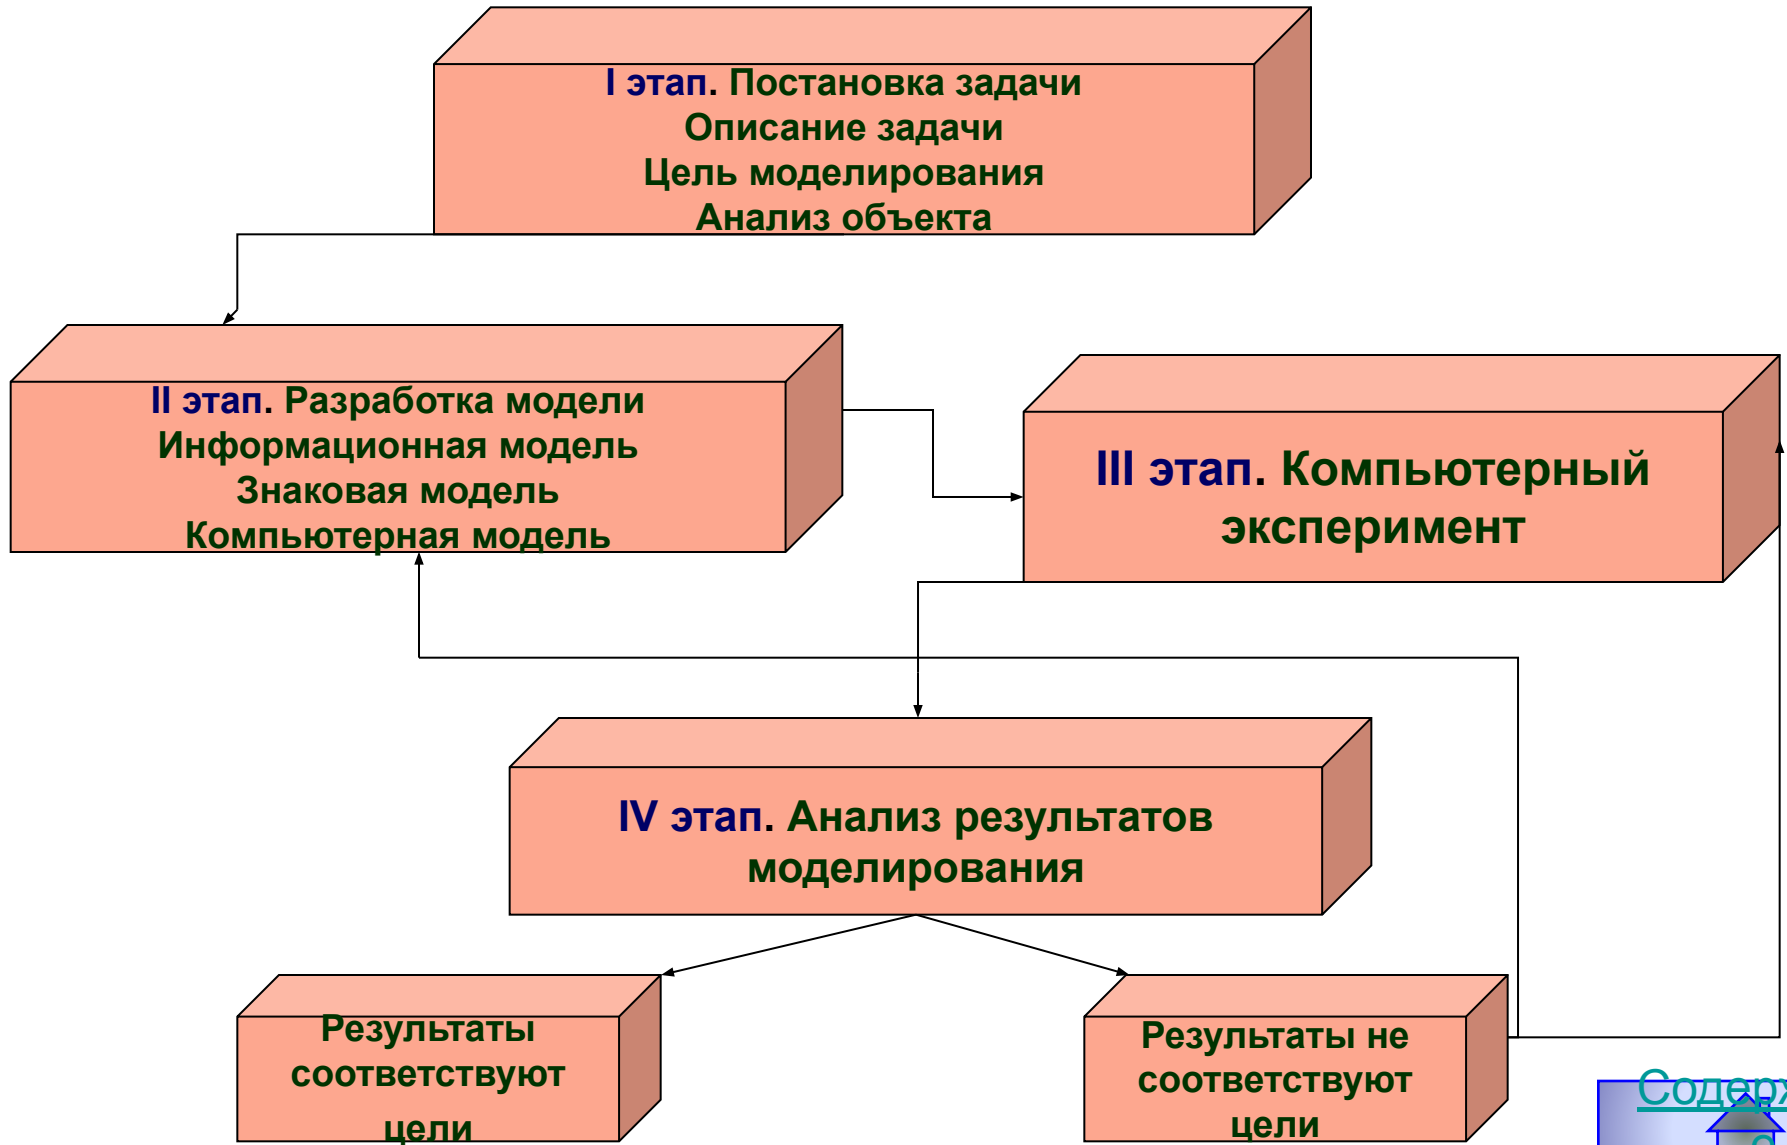 I этап. Постановка задачи
Описание задачи
Цель моделирования
Анализ объекта
II этап. Разработка модели
Информационная модель
Знаковая модель
Компьютерная модель
III этап. Компьютерный
эксперимент
IV этап. Анализ результатов
моделирования
Результаты
соответствуют
цели
Результаты не
соответствуют
цели